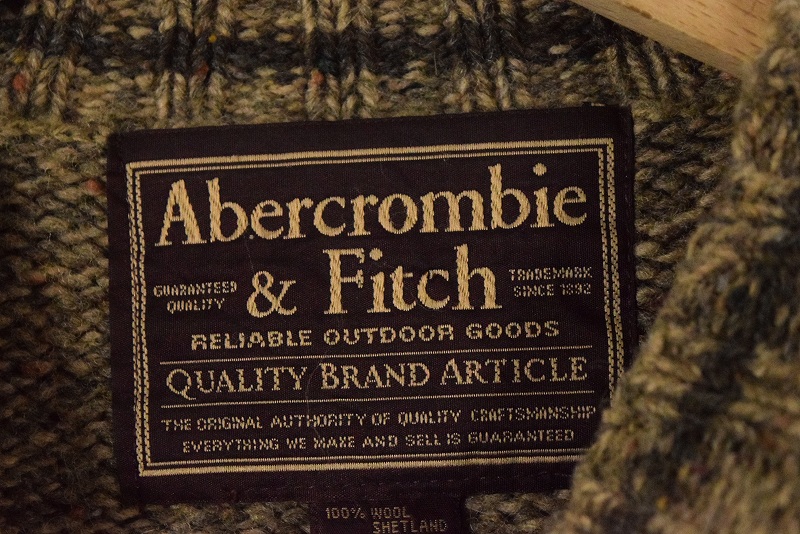 Abercrombie
GUARANTEED QUALITY & Fitch TRADEMARK SINCE 1892
RELIABLE OUTDOOR GOODS
QUALITY BRAND ARTICLE
THE ORIGINAL AUTHORITY OF QUALITY CRAFTSMANSHIP
EVERYTHING WE MAKE AND SELL IS GUARANTEED
100% WOOL
SHETLAND